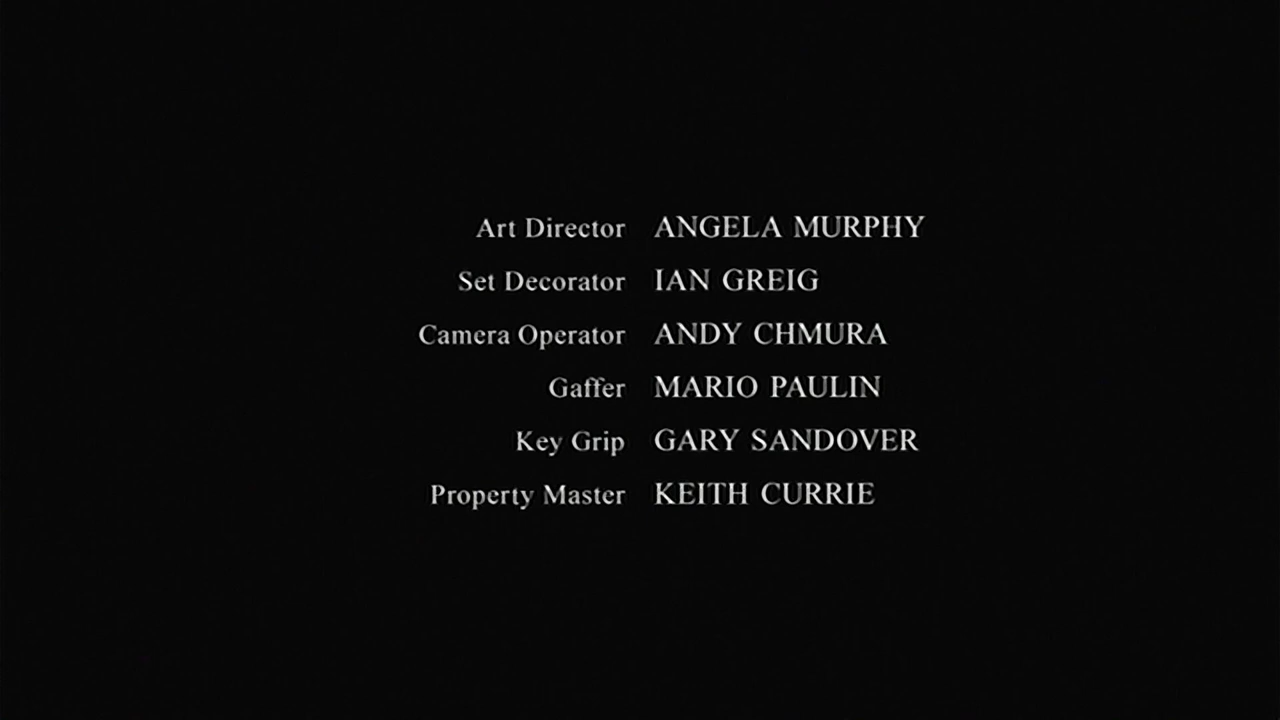 Art Director ANGELA MURPHY
Set Decorator IAN GREIG
Camera Operator ANDY CHMURA
Gaffer MARIO PAULIN
Key Grip GARY SANDOVER
Property Master KEITH CURRIE